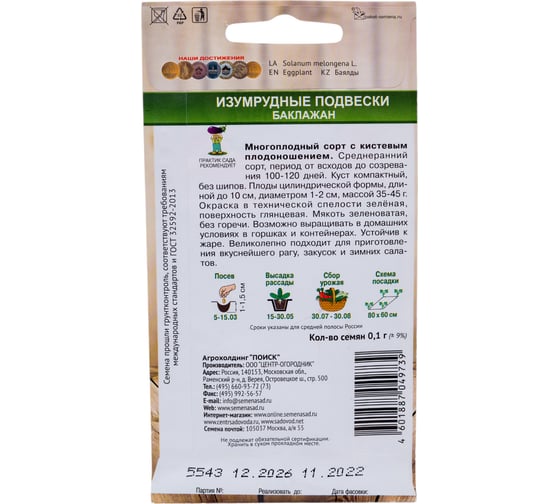 paket-semena.ru
PAP
НАШИ ДОСТИЖЕНИЯ
LA Solanum melongena L.
EN Eggplant KZ Баялды
ИЗУМРУДНЫЕ ПОДВЕСКИ
БАКЛАЖАН
ПРАКТИК САДА
РЕКОМЕНДУЕТ
Многоплодный сорт с кистевым
плодоношением. Среднеранний
сорт, период от всходов до созрева-
ния 100-120 дней. Куст компактный,
без шипов. Плоды цилиндрической формы, дли-
ной до 10 см, диаметром 1-2 см, массой 35-45 г.
Окраска в технической спелости зелёная,
поверхность глянцевая. Мякоть зеленоватая,
без горечи. Возможно выращивать в домашних
условиях в горшках и контейнерах. Устойчив к
жаре. Великолепно подходит для приготовле-
ния вкуснейшего рагу, закусок и зимних сала-
тов.
Семена прошли грунтконтроль, соответствуют требованиям
международных стандартов и ГОСТ 32592-2013
Посев
1-1,5 см
5-15.03
Высадка
рассады
15-30.05
Сбор
урожая
30.07 - 30.08
Схема
посадки
80 х 60 см
Сроки указаны для средней полосы России
Кол-во семян 0,1 г (± 9%)
Агрохолдинг "ПОИСК"
Производитель: ООО "ЦЕНТР-ОГОРОДНИК"
Адрес: Россия, 140153, Московская обл.,
Раменский р-н, д. Верея, Островецкое ш., стр. 500
Тел.: (495) 660-93-72 (73)
Факс: (495) 992-56-57
E-mail: info@semenasad.ru
Web: www.semenasad.ru
Интернет-магазин: www.online.semenasad.ru
www.centrsadovoda.ru www.sadovod.net
Семена почтой: 105037 Москва, а/я 55
Не подлежит обязательной сертификации.
Хранить в сухом прохладном месте.
4 601887 049739
5543 12.2026 11.2022
Партия №: Реализовать до: Дата фасовки: